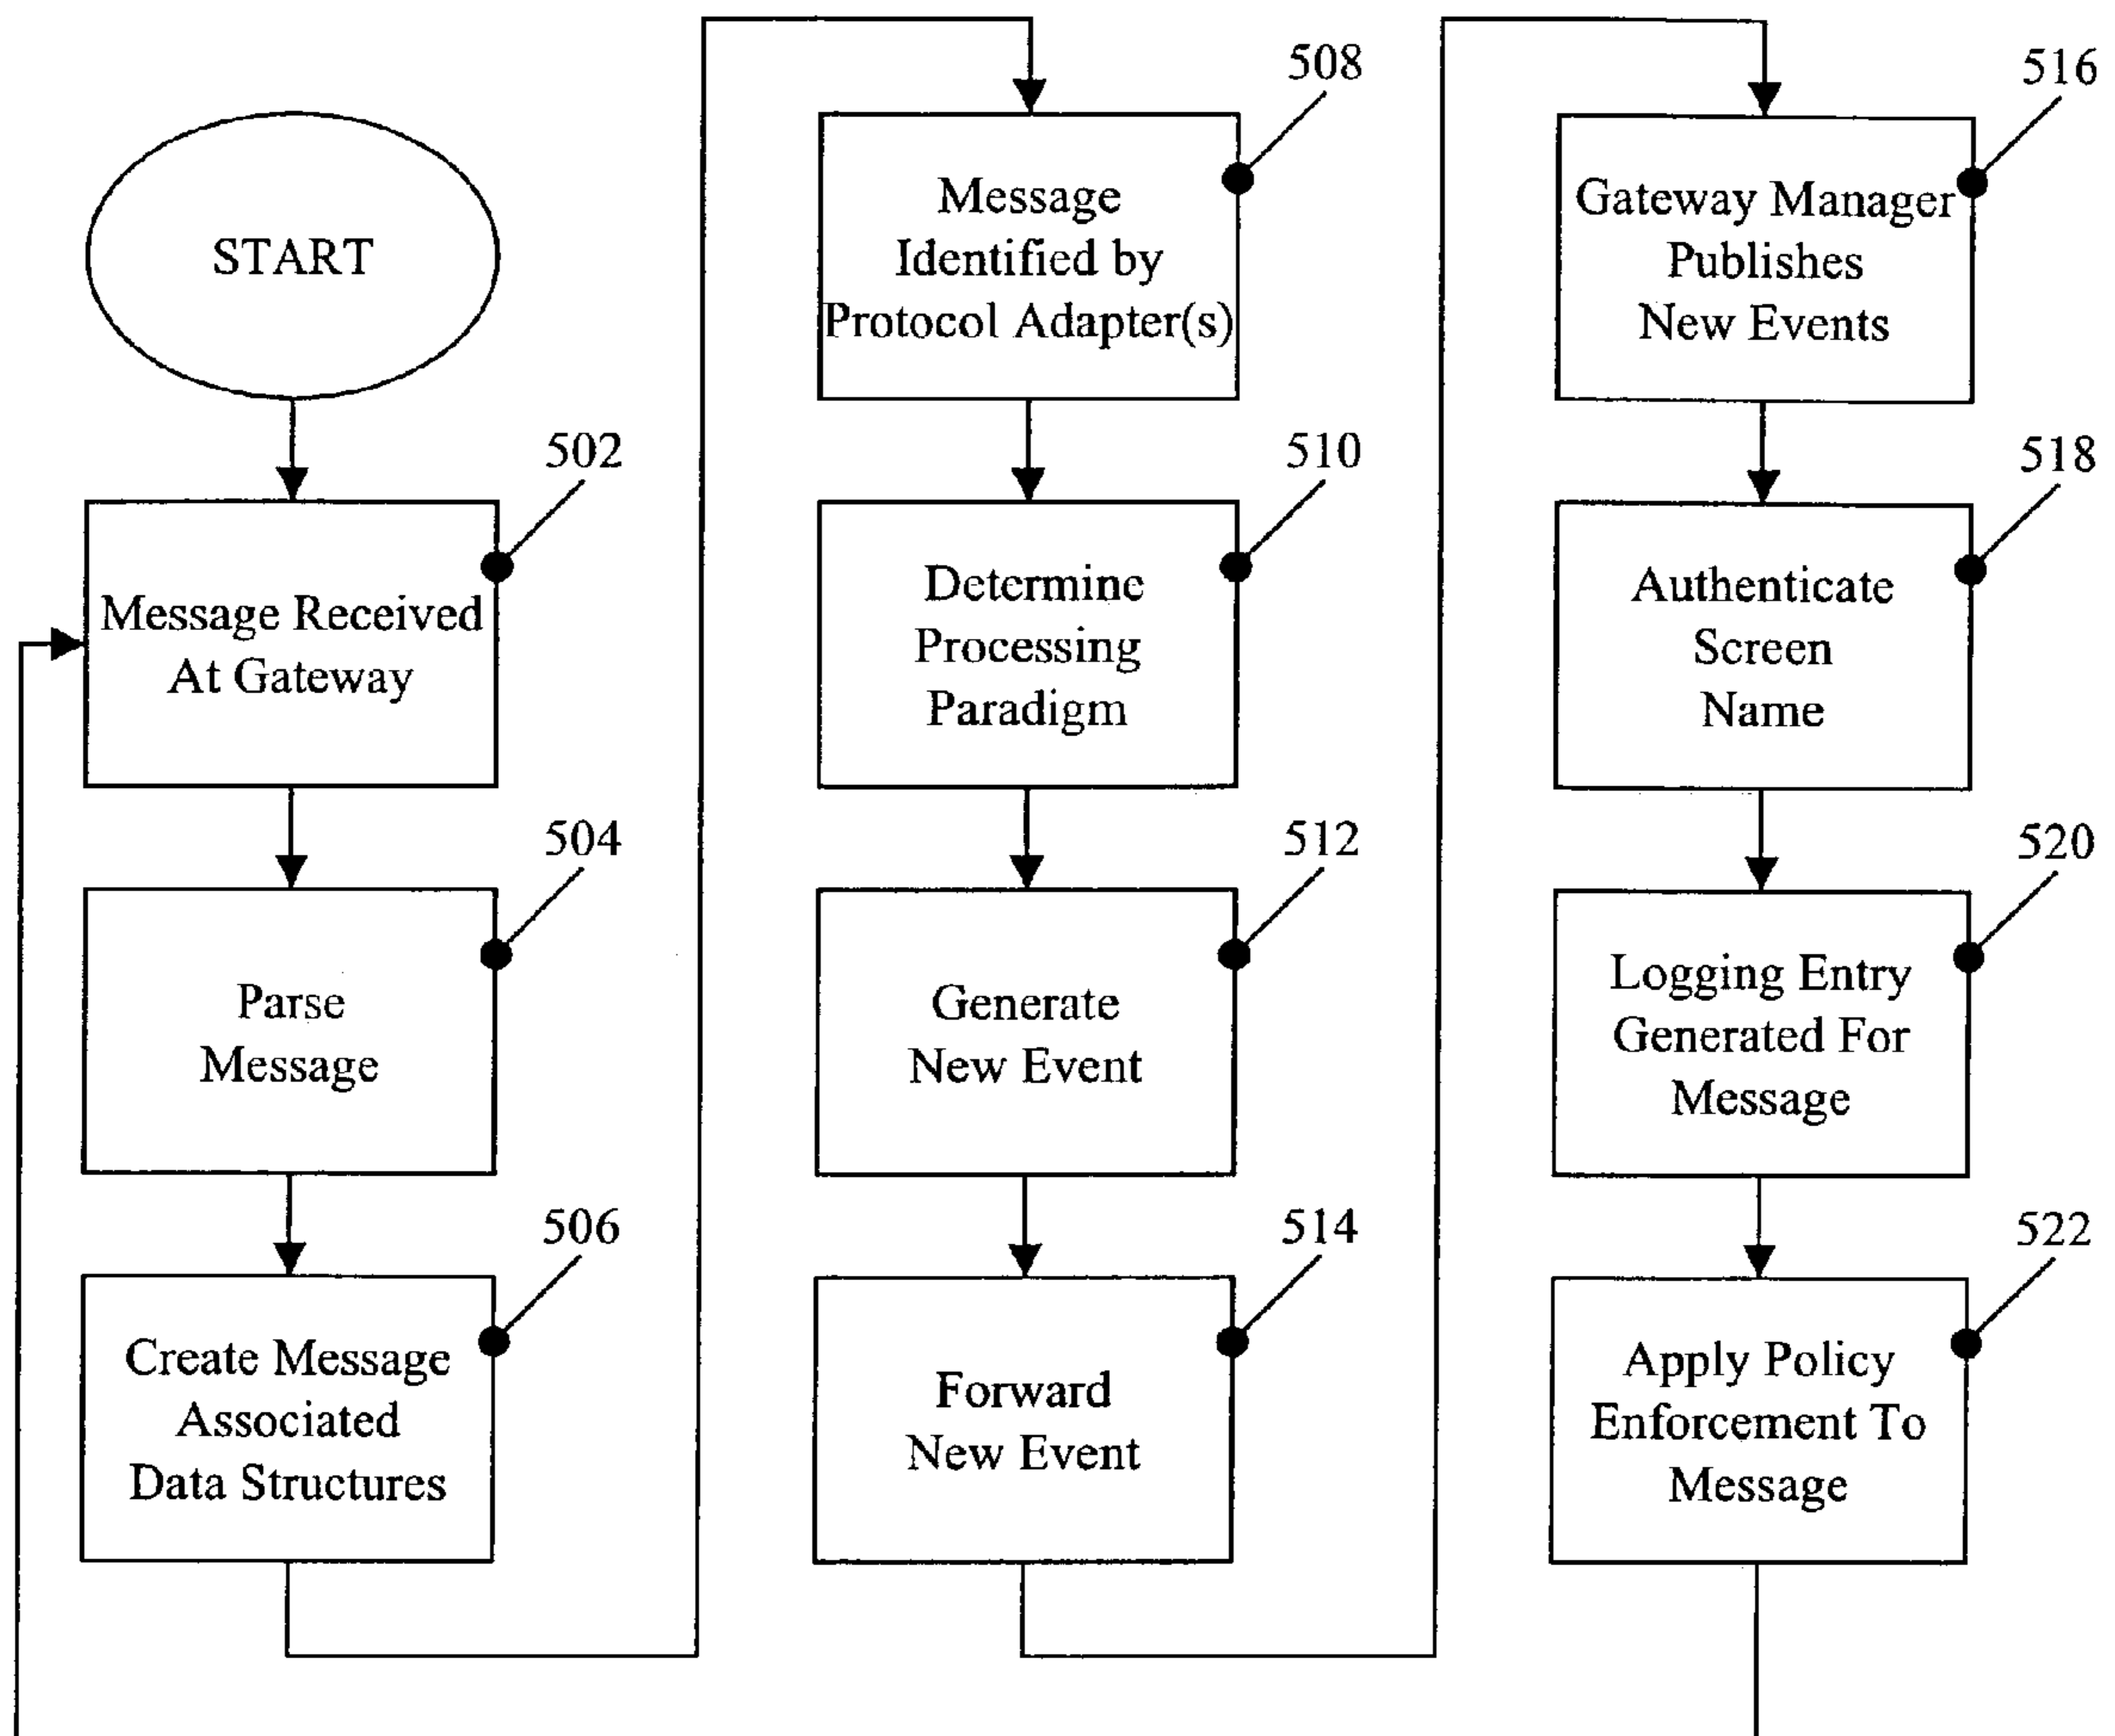 START
502
Message Received
At Gateway
504
Parse
Message
506
Create Message
Associated
Data Structures
508
Message
Identified by
Protocol Adapter(s)
510
Determine
Processing
Paradigm
512
Generate
New Event
514
Forward
New Event
516
Gateway Manager
Publishes
New Events
518
Authenticate
Screen
Name
520
Logging Entry
Generated For
Message
522
Apply Policy
Enforcement To
Message